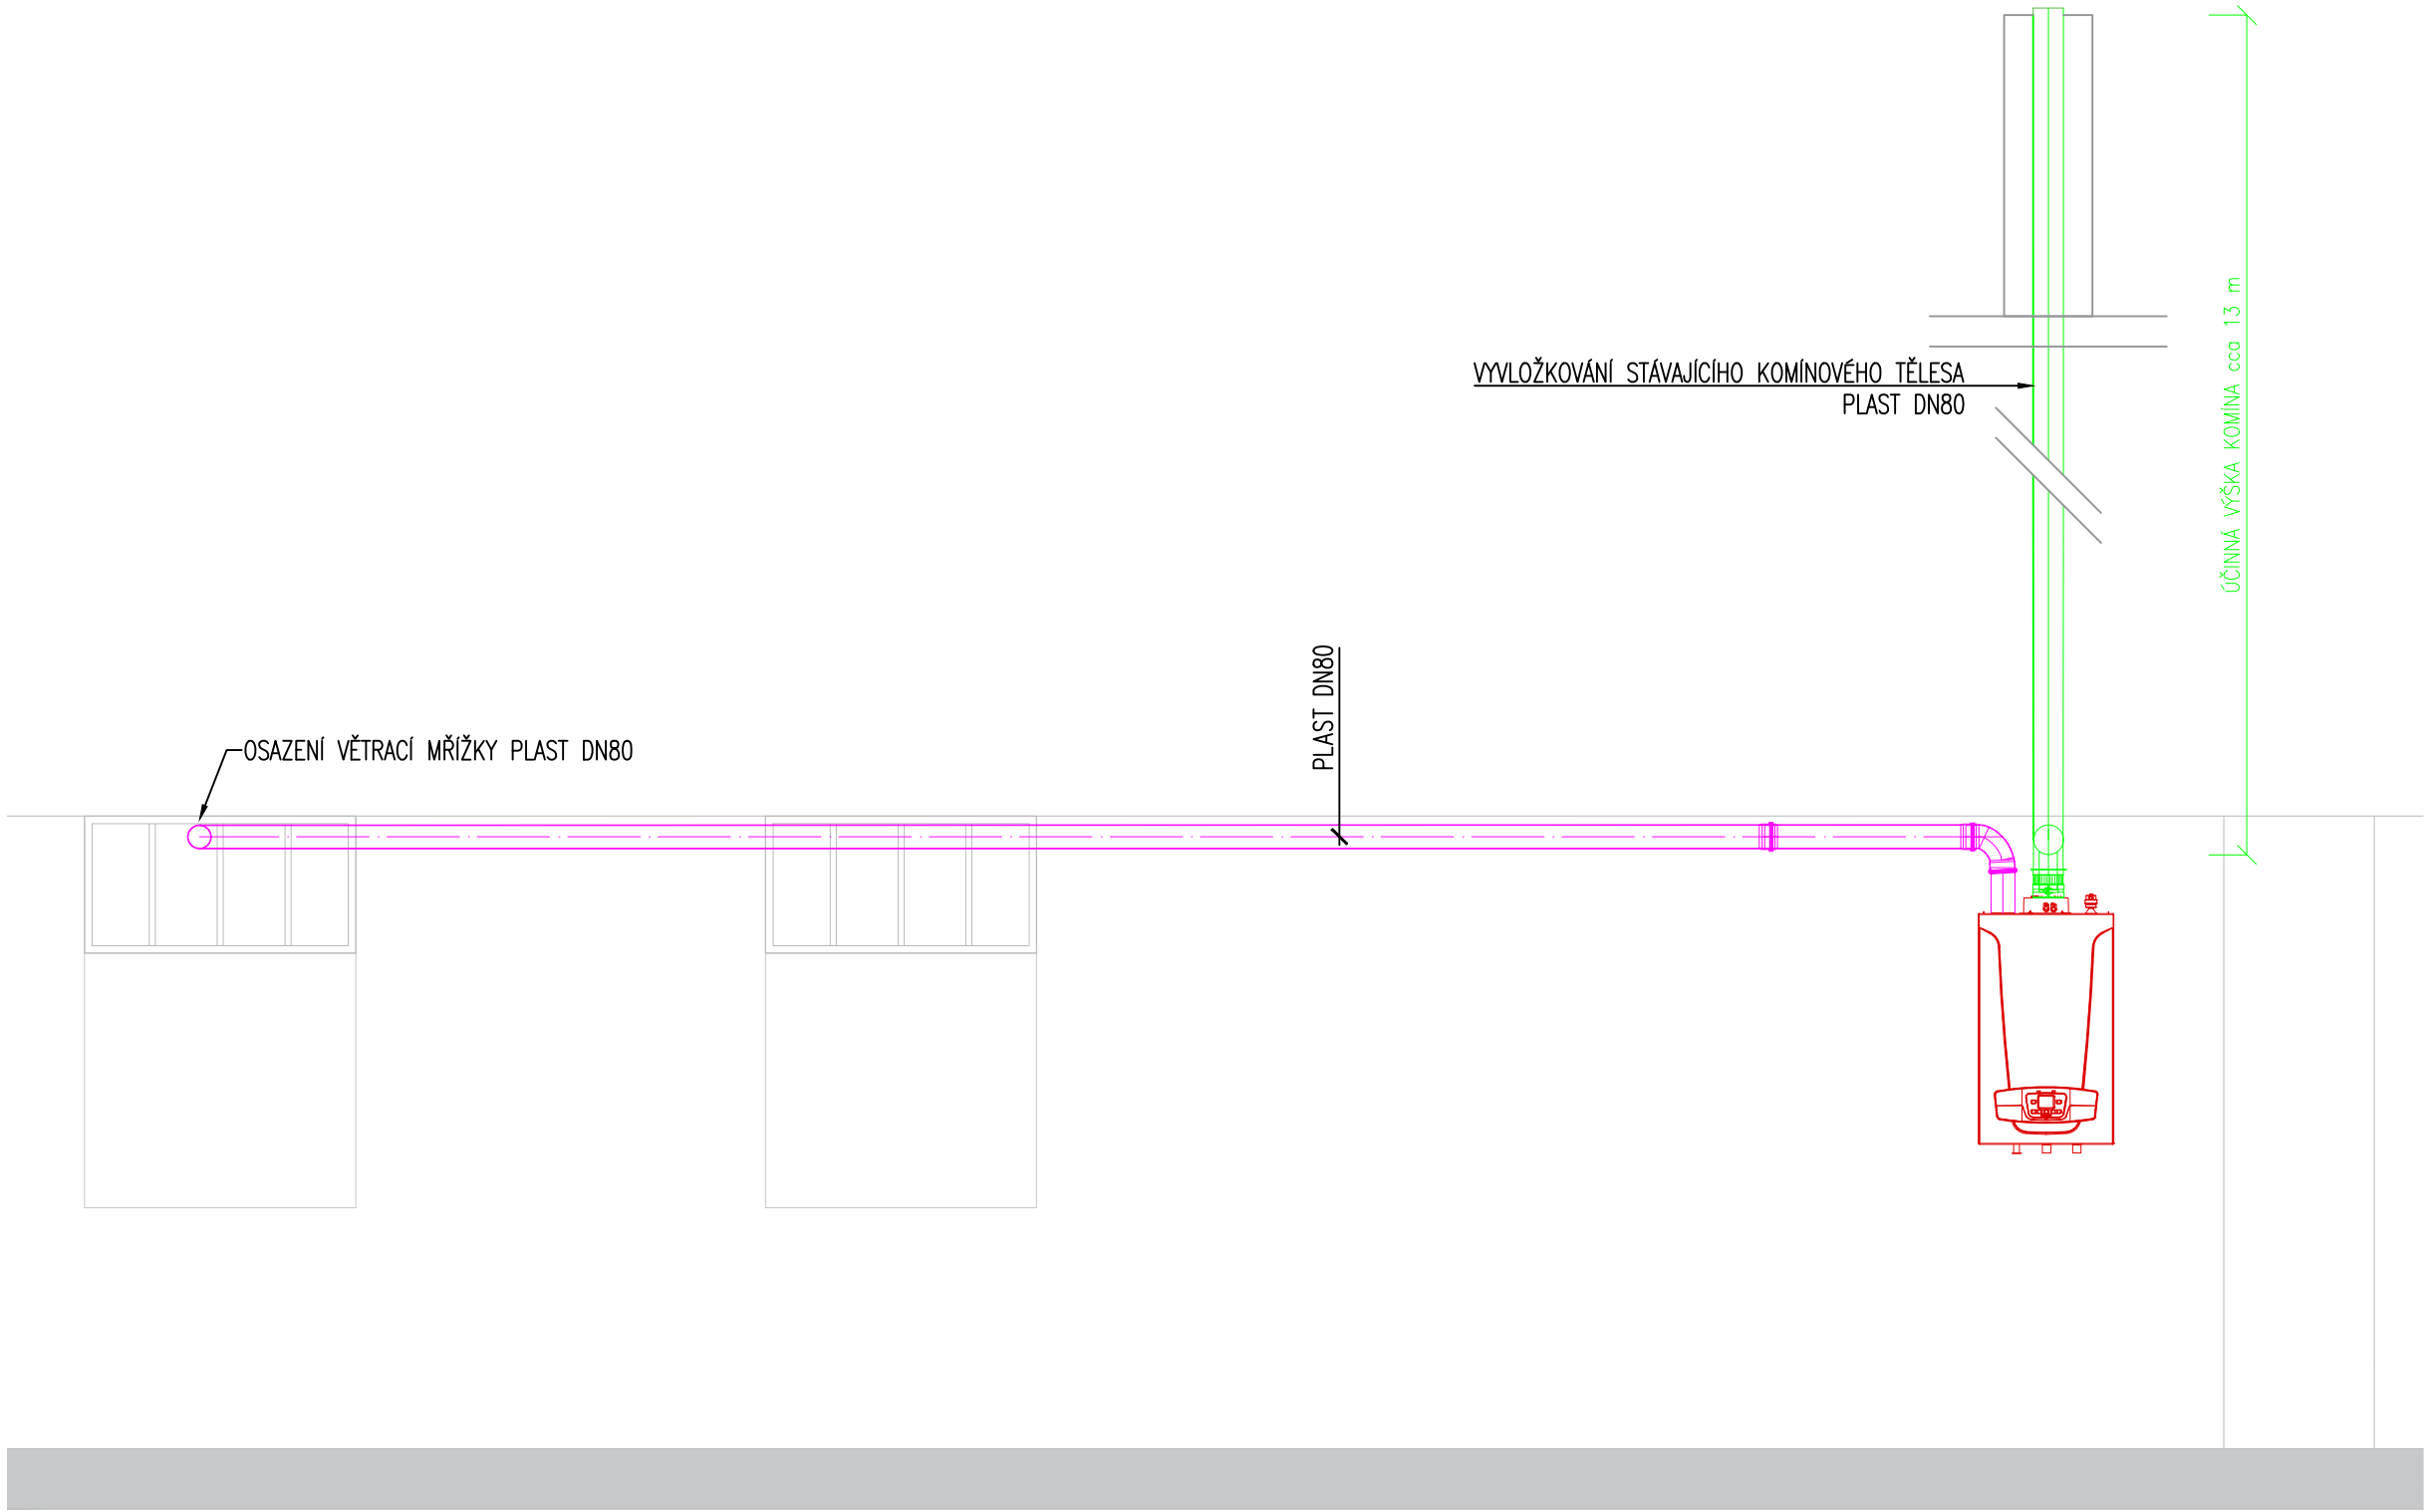 VYVLOŽKOVÁNÍ STÁVAJÍCÍHO KOMÍNOVÉHO TĚLESA
PLAST DN80
ÚČINNÁ VÝŠKA KOMÍNA cca 13 m
PLAST DN80
OSAZENÍ VĚTRACÍ MŘÍŽKY PLAST DN80